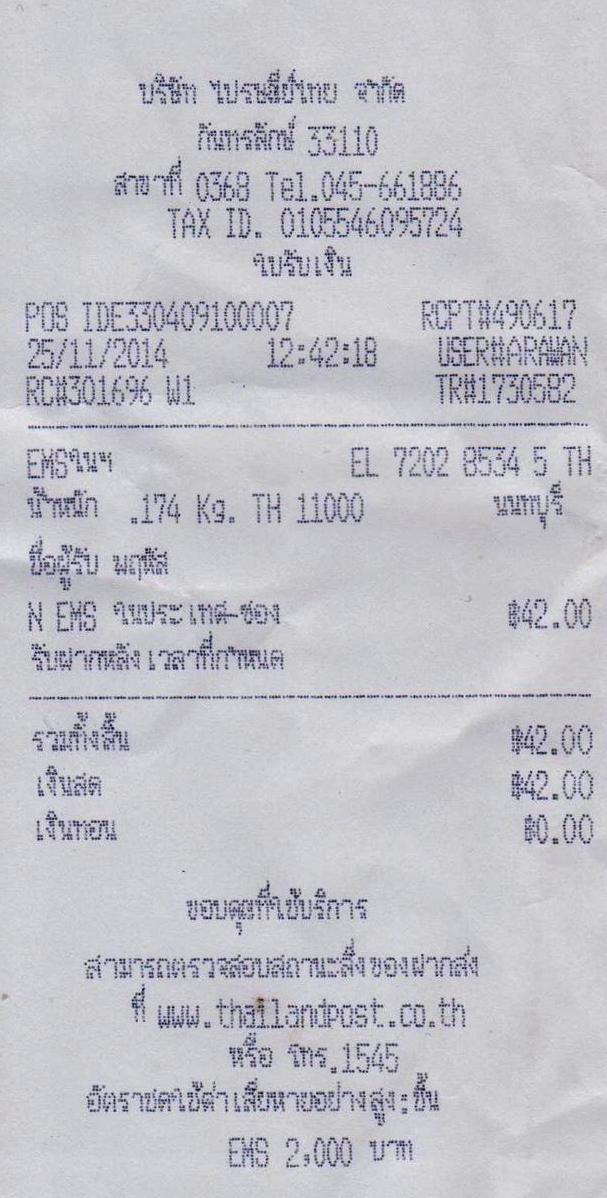 บริษัท ไปรษณีย์ไทย จำกัด
กันทรลักษ์ 33110
สาขาที่ 0368 Tel.045-661886
TAX ID. 0105546095724
ใบรับเงิน
POS IDE330409100007 RCPT#490617
25/11/2014 12:42:18 USER#ARAWAN
RC#301696 W1 TR#1730582
EMSในฯ EL 7202 8534 5 TH
น้ำหนัก .174 Kg. TH 11000 นนทบุรี
ชื่อผู้รับ พฤหัส
N EMS ในประเทศ-ซอง ฿42.00
รับฝากหลังเวลาที่กำหนด
รวมทั้งสิ้น ฿42.00
เงินสด ฿42.00
เงินทอน ฿0.00
ขอบคุณที่ใช้บริการ
สามารถตรวจสอบสถานะสิ่งของฝากส่ง
ที่ www.thailandpost.co.th
หรือ โทร.1545
อัตราชดใช้ค่าเสียหายอย่างสูง:ชิ้น
EMS 2,000 บาท